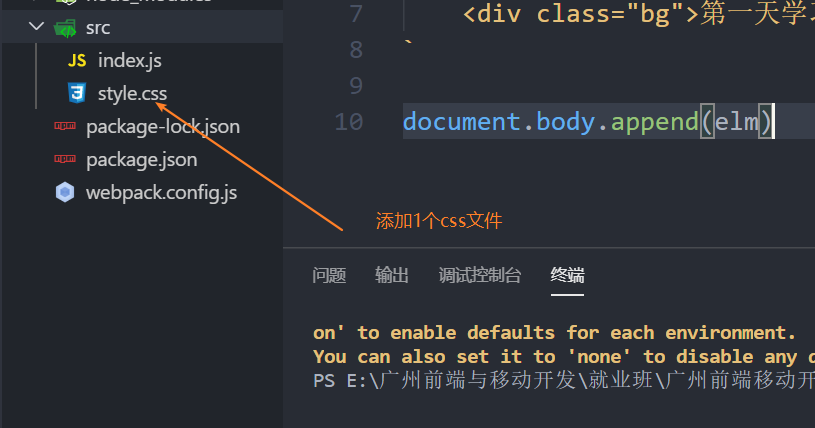 node_modules
src
JS index.js
style.css
package-lock.json
package.json
webpack.config.js
7 <div class="bg">第一天学习
8 `
9
10 document.body.append(elm)
添加1个css文件
问题 输出 调试控制台 终端
on' to enable defaults for each environment.
You can also set it to 'none' to disable any
PS E:\广州前端与移动开发\就业班\广州前端移动开